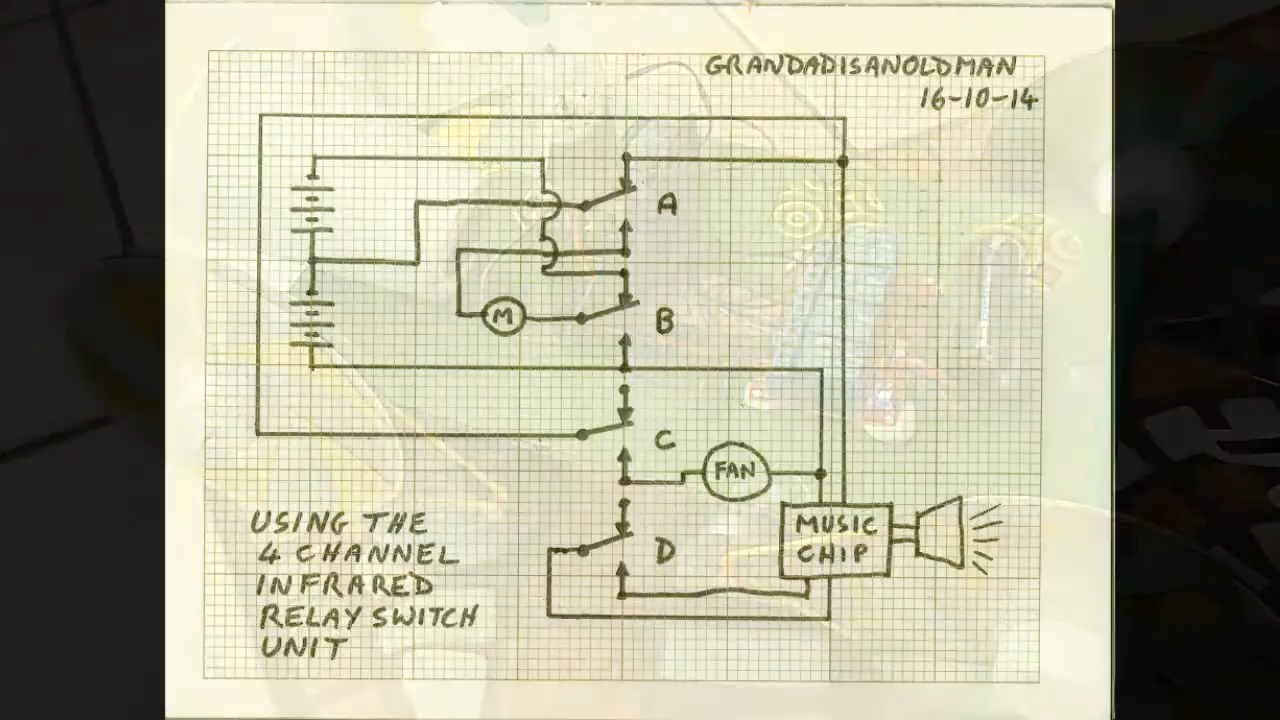 GRANDADISANOLDMAN
16-10-14
A
M
B
C
FAN
MUSIC
CHIP
D
USING THE
4 CHANNEL
INFRARED
RELAY SWITCH
UNIT